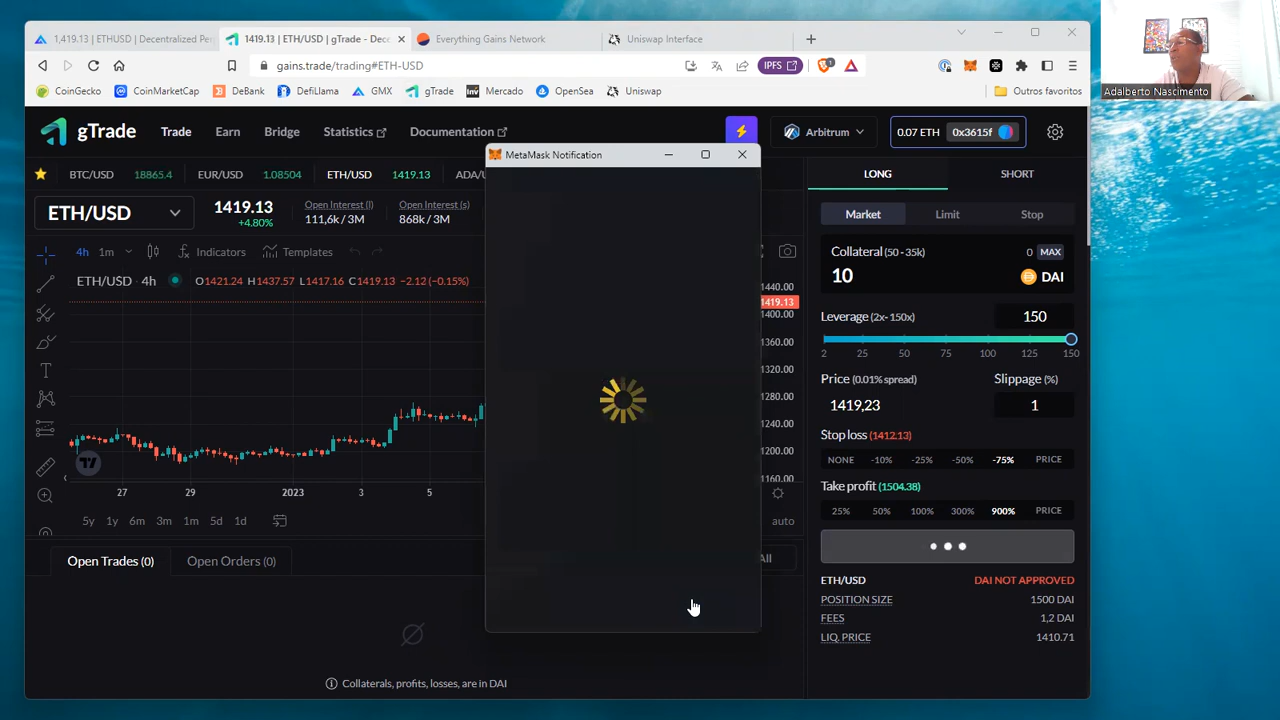 1,419.13 | ETHUSD | Decentralized Per
1419.13 | ETH/USD | gTrade - Dece
Everything Gains Network
Uniswap Interface
gains.trade/trading#ETH-USD
IPFS
CoinGecko
CoinMarketCap
DeBank
DefiLlama
GMX
gTrade
Mercado
OpenSea
Uniswap
Outros favoritos
Adalberto Nascimento
gTrade
Trade
Earn
Bridge
Statistics
Documentation
Arbitrum
0.07 ETH
0x3615f
MetaMask Notification
BTC/USD 18865.4
EUR/USD 1.08504
ETH/USD 1419.13
ADA/U
LONG
SHORT
ETH/USD
1419.13
+4.80%
Open Interest (l)
111,6k / 3M
Open Interest (s)
868k / 3M
Market
Limit
Stop
4h
1m
Indicators
Templates
Collateral (50 - 35k)
0 MAX
10
DAI
ETH/USD · 4h
O1421.24 H1437.57 L1417.16 C1419.13 −2.12 (−0.15%)
1440.00
1419.13
1400.00
1360.00
1320.00
1280.00
1240.00
1200.00
1160.00
Leverage (2x- 150x)
150
2 25 50 75 100 125 150
Price (0.01% spread)
Slippage (%)
1419,23
1
Stop loss (1412.13)
NONE -10% -25% -50% -75% PRICE
Take profit (1504.38)
25% 50% 100% 300% 900% PRICE
27 29 2023 3 5
5y 1y 6m 3m 1m 5d 1d
auto
Open Trades (0)
Open Orders (0)
All
ETH/USD
DAI NOT APPROVED
POSITION SIZE
1500 DAI
FEES
1,2 DAI
LIQ. PRICE
1410.71
Collaterals, profits, losses, are in DAI